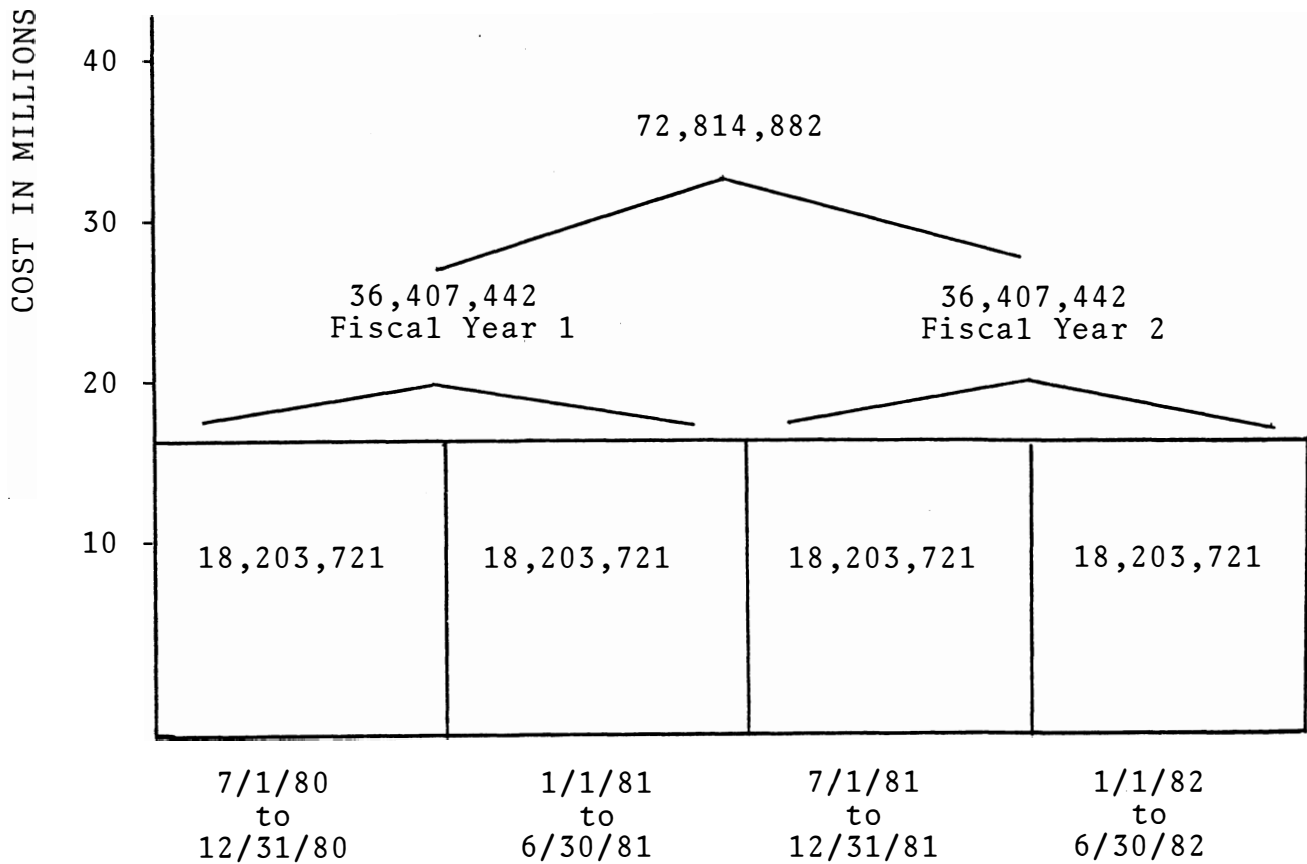 COST IN MILLIONS
40
72,814,882
30
36,407,442
Fiscal Year 1
36,407,442
Fiscal Year 2
20
10
18,203,721
18,203,721
18,203,721
18,203,721
7/1/80
to
12/31/80
1/1/81
to
6/30/81
7/1/81
to
12/31/81
1/1/82
to
6/30/82